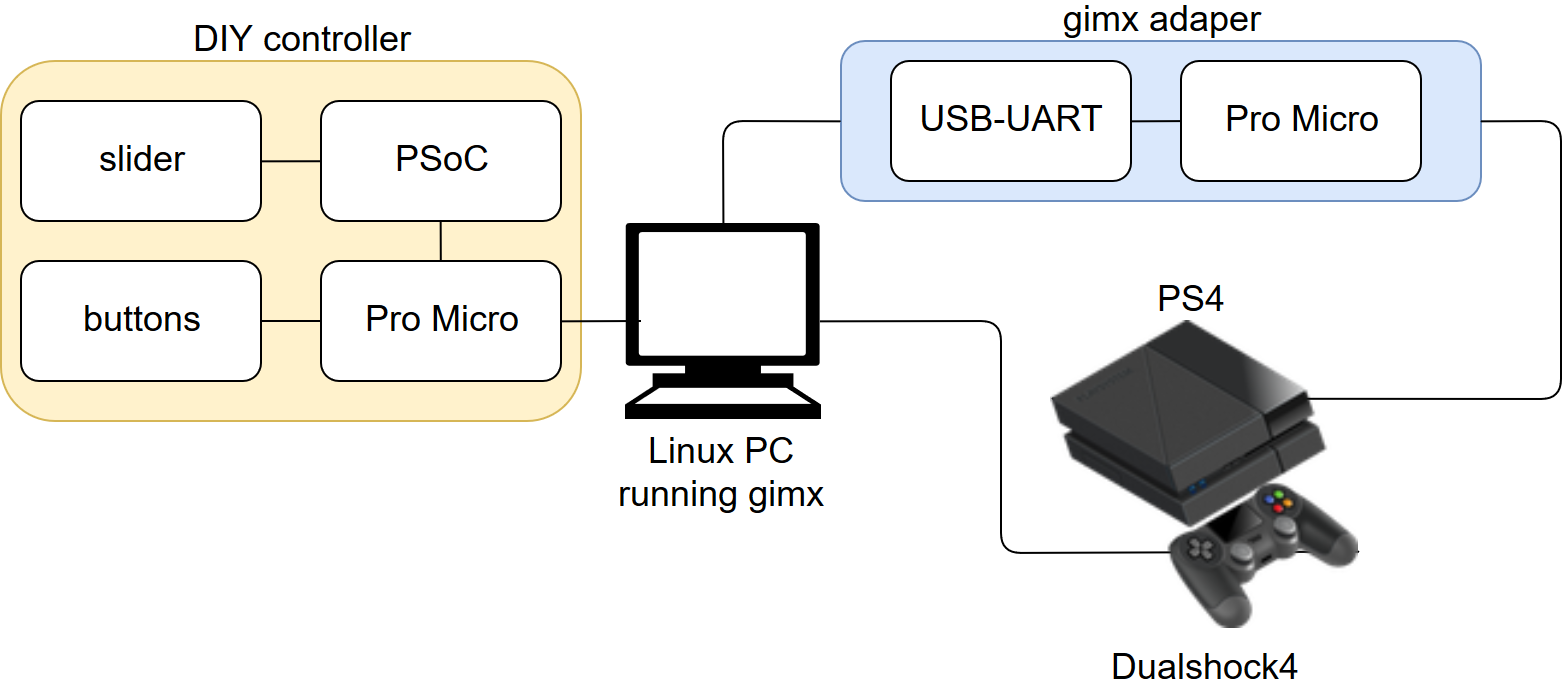 DIY controller
slider
PSoC
buttons
Pro Micro
gimx adaper
USB-UART
Pro Micro
Linux PC
running gimx
PS4
Dualshock4